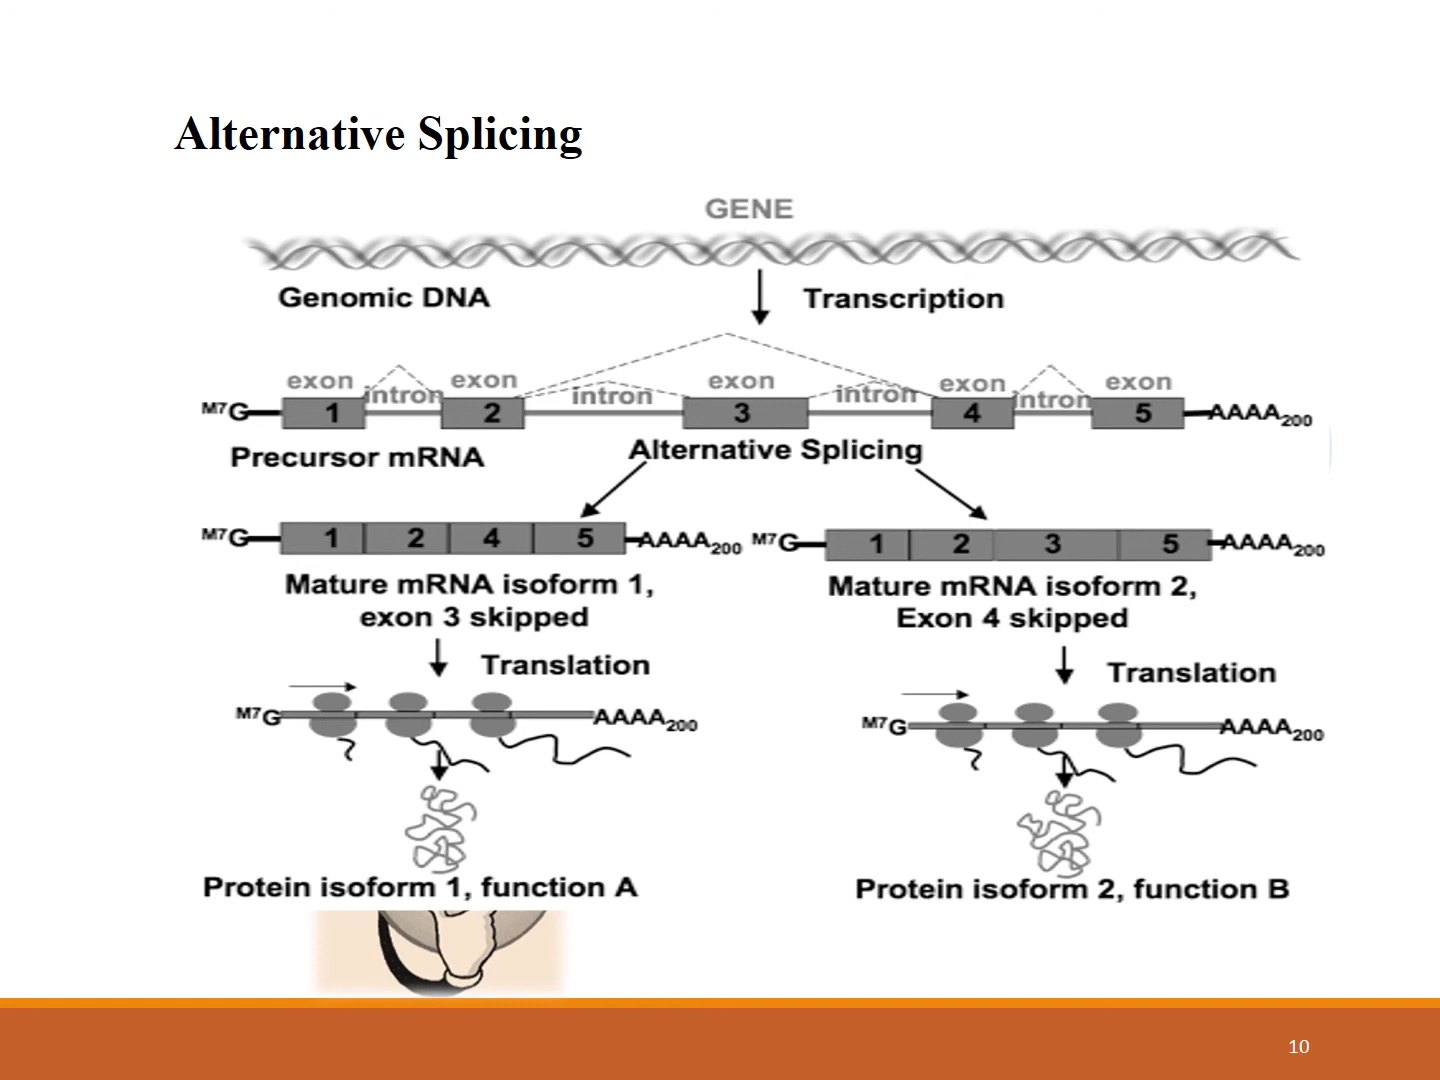 Alternative Splicing
GENE
Genomic DNA
Transcription
exon intron exon intron exon intron exon intron exon
M7G 1 2 3 4 5 AAAA200
Precursor mRNA
Alternative Splicing
M7G 1 2 4 5 AAAA200
M7G 1 2 3 5 AAAA200
Mature mRNA isoform 1,
exon 3 skipped
Mature mRNA isoform 2,
Exon 4 skipped
Translation
Translation
M7G AAAA200
M7G AAAA200
Protein isoform 1, function A
Protein isoform 2, function B
10